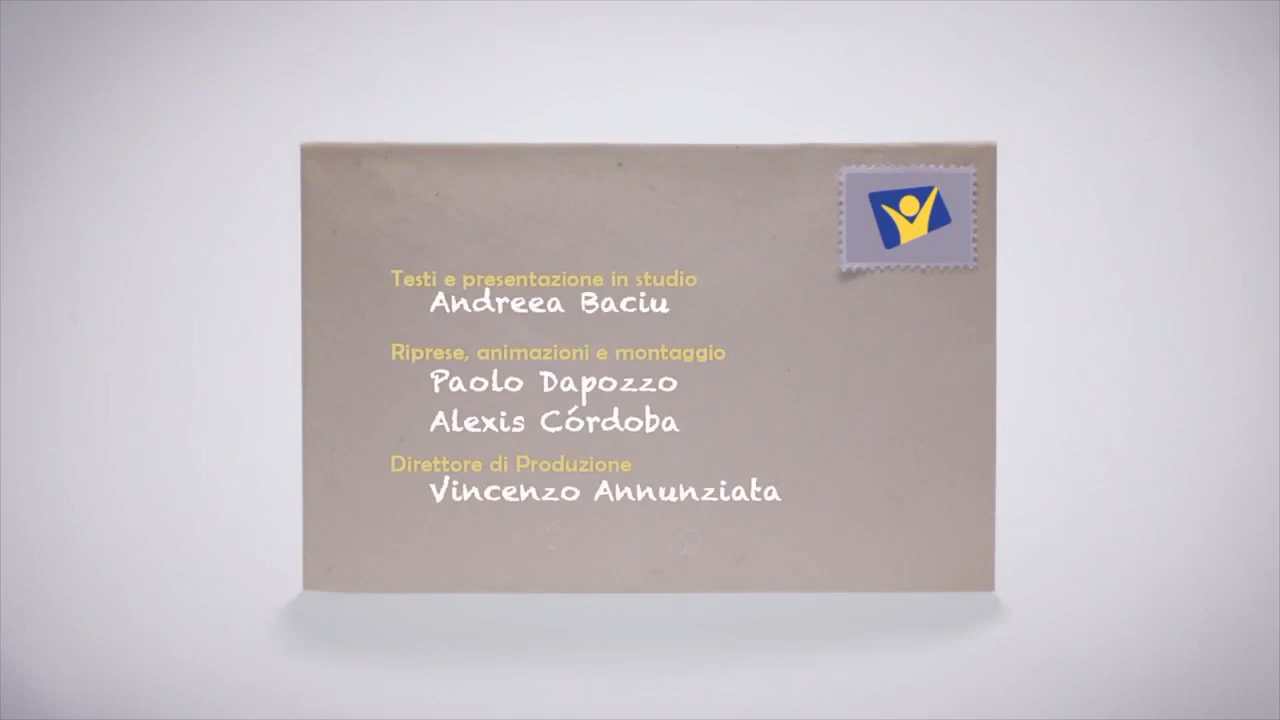 Testi e presentazione in studio
Andreea Baciu
Riprese, animazioni e montaggio
Paolo Dapozzo
Alexis Córdoba
Direttore di Produzione
Vincenzo Annunziata